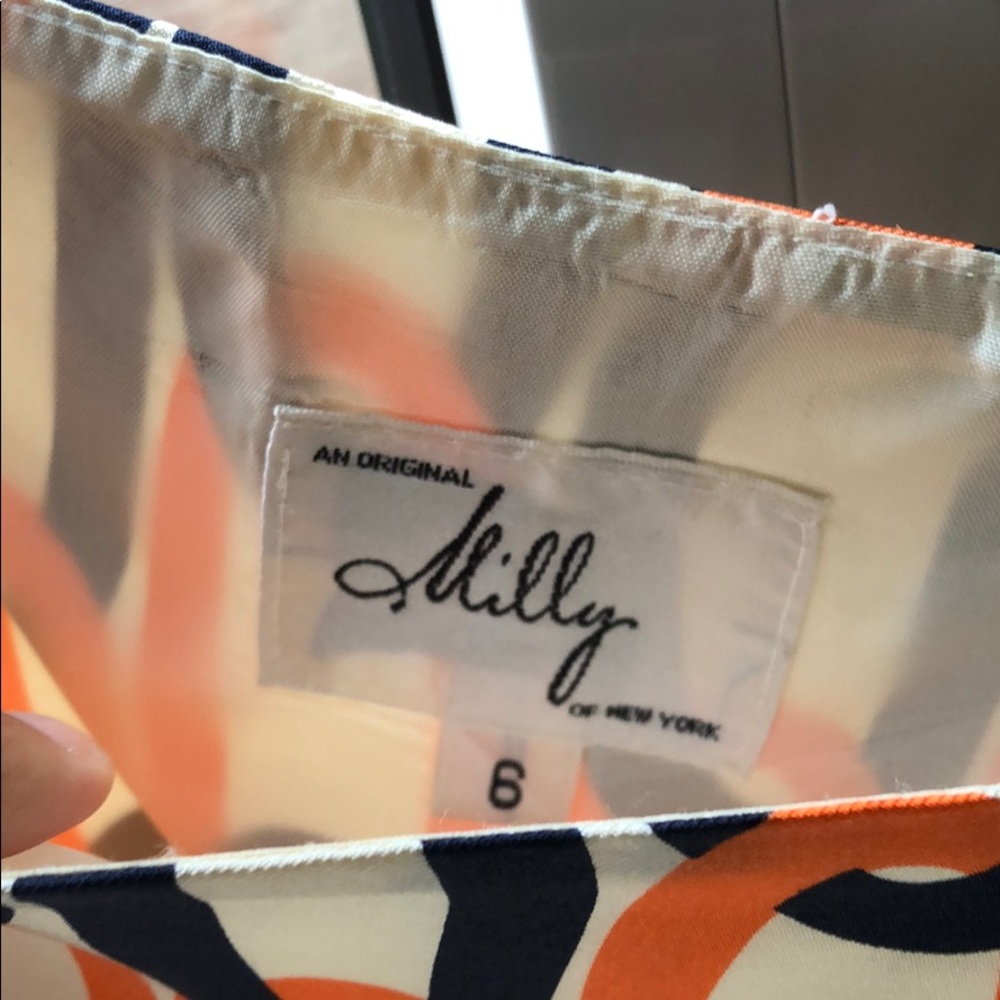 AN ORIGINAL
Milly
OF NEW YORK
6